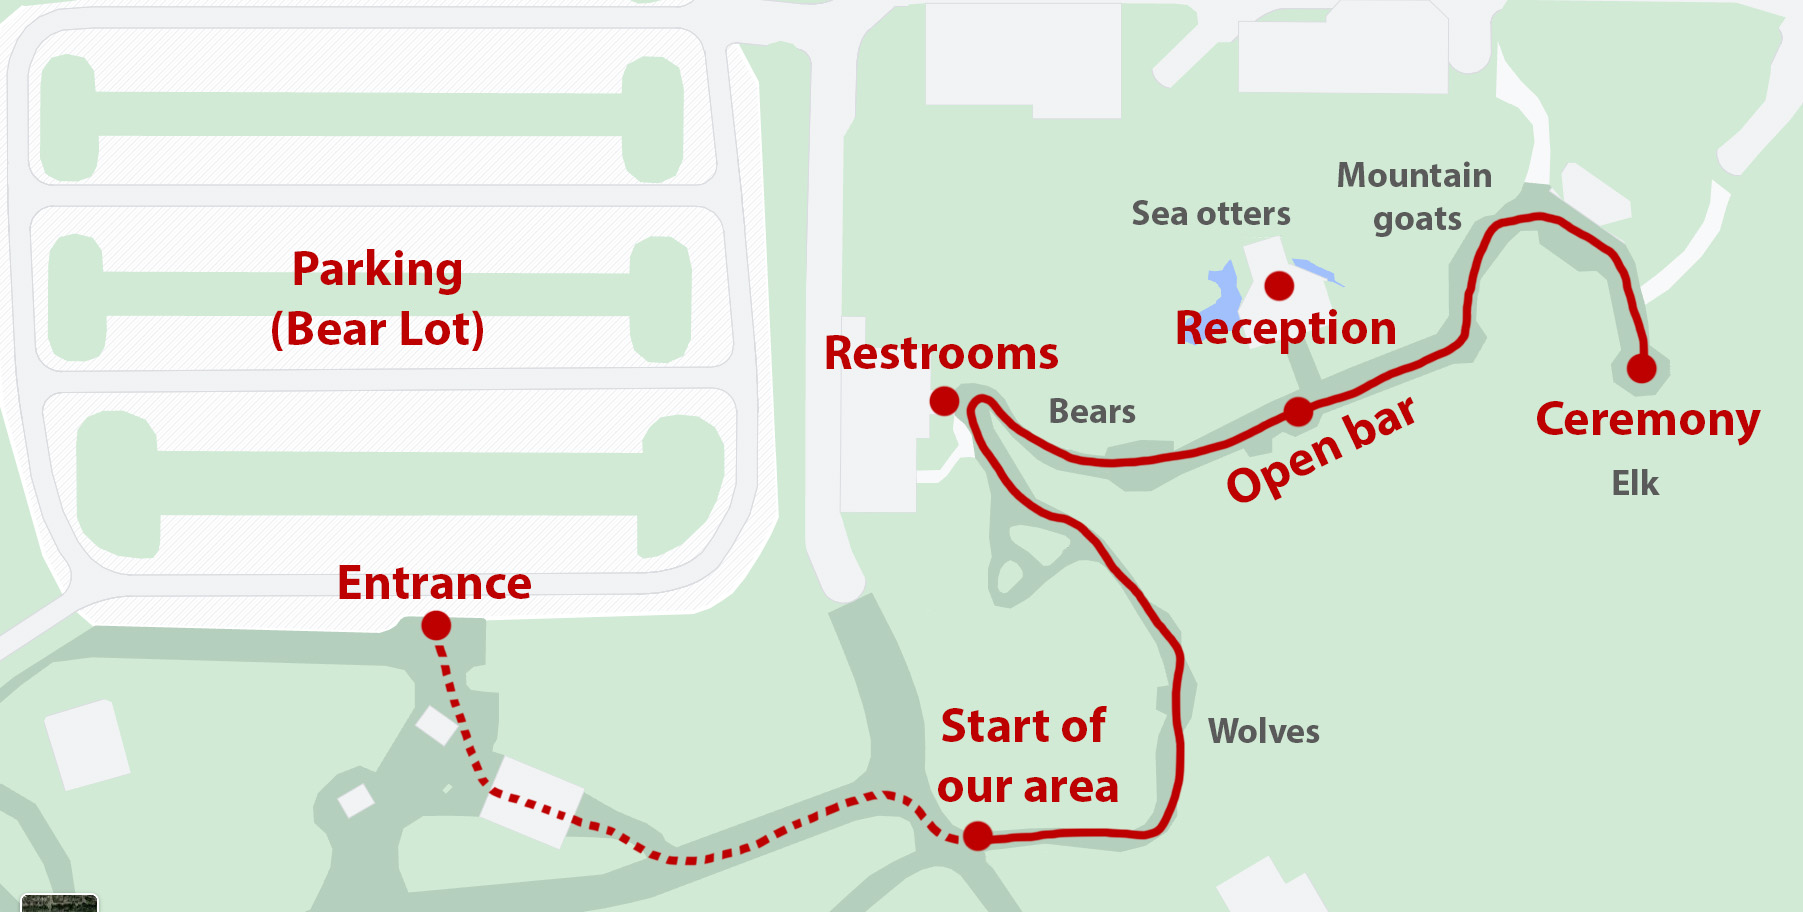 Mountain
goats
Sea otters
Parking
(Bear Lot)
Reception
Restrooms
Bears
Open bar
Ceremony
Elk
Entrance
Start of
our area
Wolves